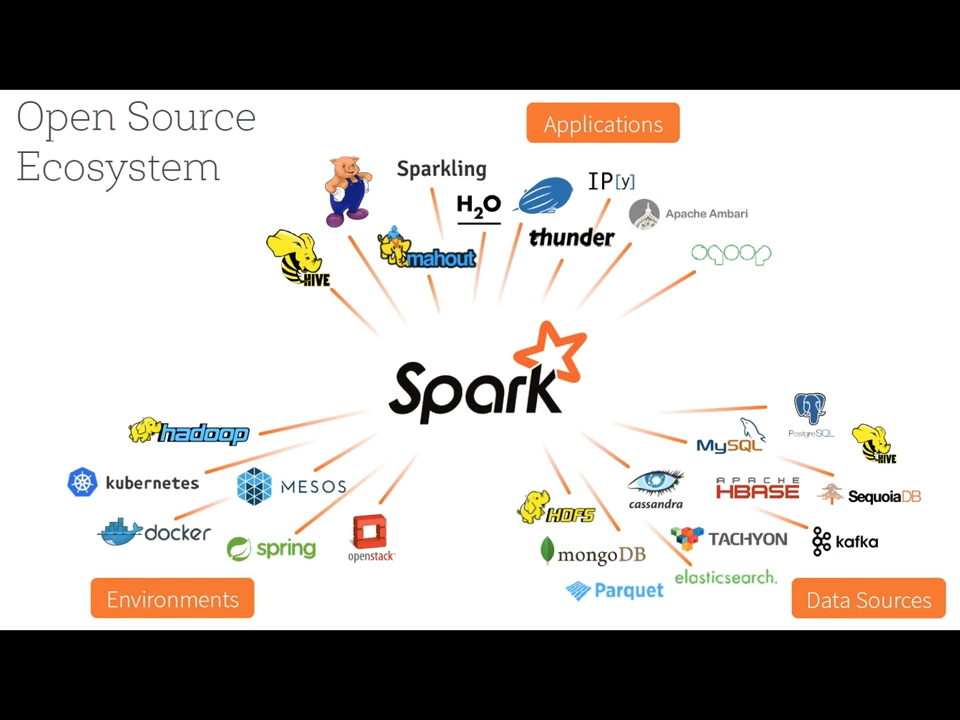 Open Source
Ecosystem
Applications
Sparkling
H2O
IP[y]
Apache Ambari
thunder
mahout
sqoop
HIVE
Spark
hadoop
kubernetes
MESOS
docker
spring
openstack
Environments
PostgreSQL
MySQL
HIVE
cassandra
APACHE
HBASE
SequoiaDB
HDFS
TACHYON
kafka
mongoDB
elasticsearch.
Parquet
Data Sources